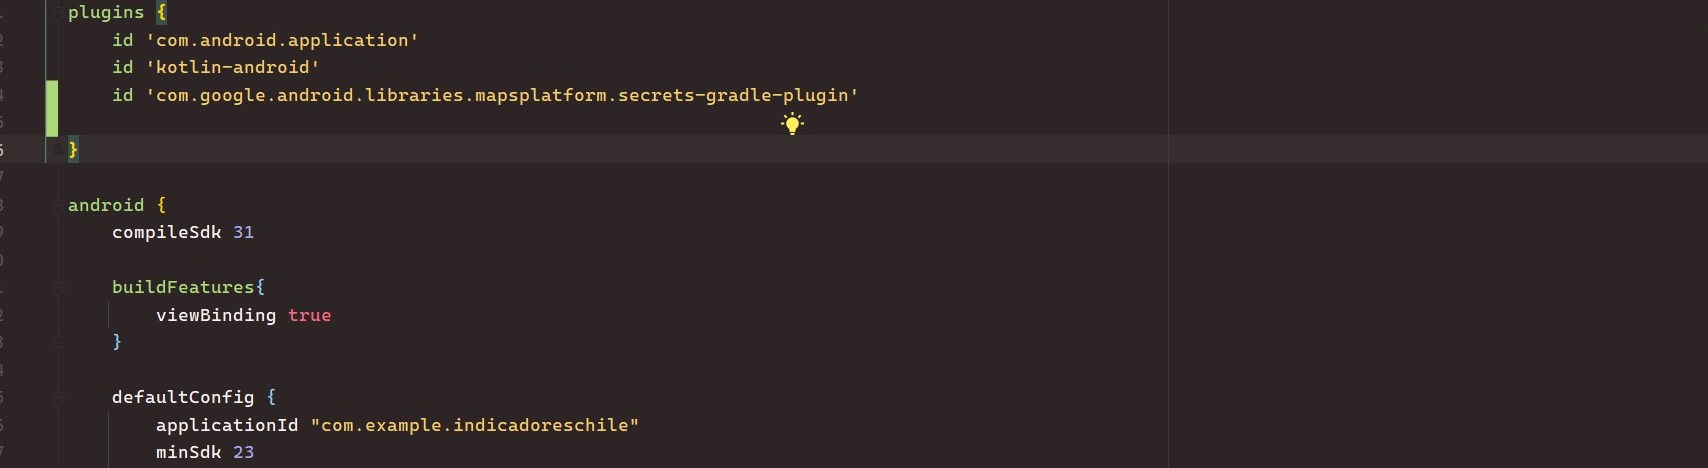 plugins {
id 'com.android.application'
id 'kotlin-android'
id 'com.google.android.libraries.mapsplatform.secrets-gradle-plugin'
}
android {
compileSdk 31
buildFeatures{
viewBinding true
}
defaultConfig {
applicationId "com.example.indicadoreschile"
minSdk 23